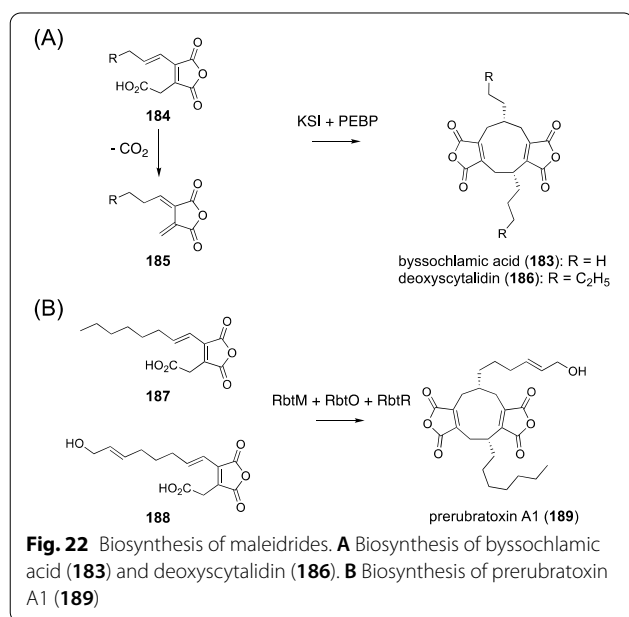 (A)
R
O
O
HO₂C
O
184
- CO₂
R
O
O
O
185
KSI + PEBP
R
O
O
O
O
O
O
R
byssochlamic acid (183): R = H
deoxyscytalidin (186): R = C₂H₅
(B)
O
O
HO₂C
O
187
HO
O
O
HO₂C
O
188
RbtM + RbtO + RbtR
OH
O
O
O
O
O
O
prerubratoxin A1 (189)
Fig. 22 Biosynthesis of maleidrides. A Biosynthesis of byssochlamic
acid (183) and deoxyscytalidin (186). B Biosynthesis of prerubratoxin
A1 (189)